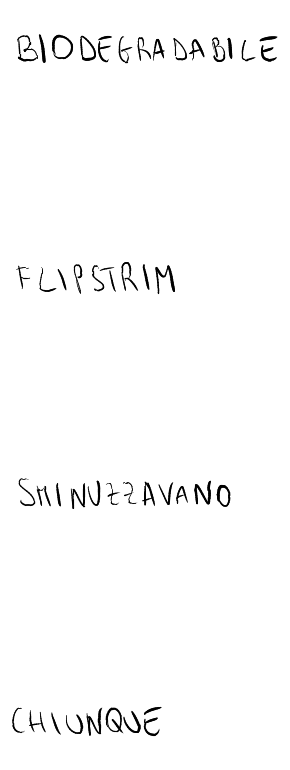 BIODEGRADABILE
FLIPSTRIM
SMINUZZAVANO
CHIUNQUE